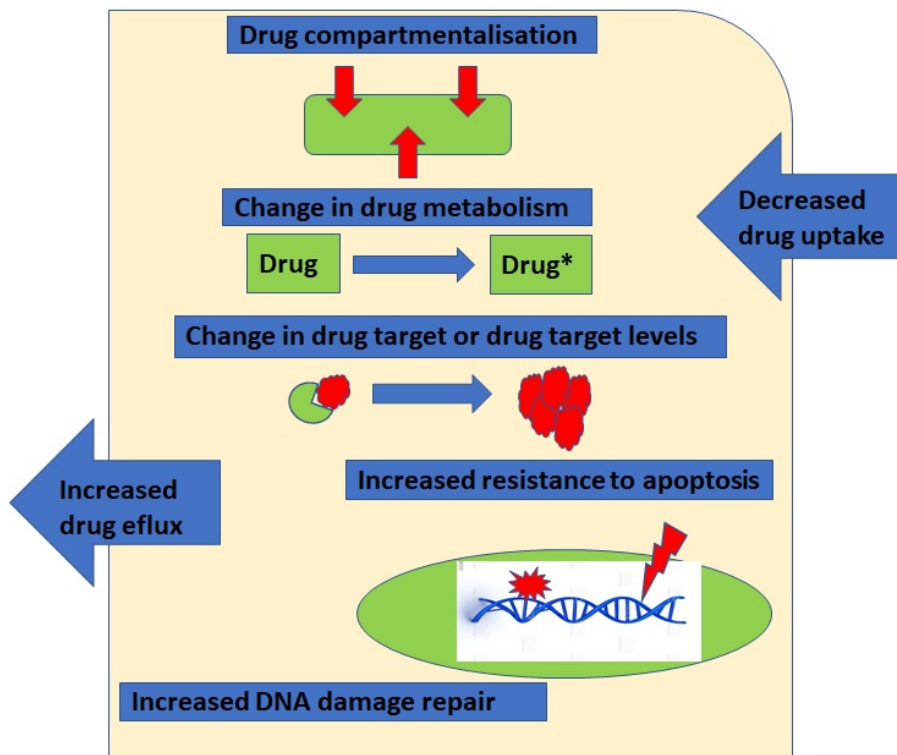 Drug compartmentalisation
Change in drug metabolism
Decreased
drug uptake
Drug
Drug*
Change in drug target or drug target levels
Increased
drug eflux
Increased resistance to apoptosis
Increased DNA damage repair